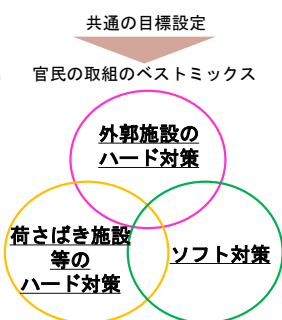 共通の目標設定
官民の取組のベストミックス
外郭施設の
ハード対策
荷さばき施設
等の
ハード対策
ソフト対策